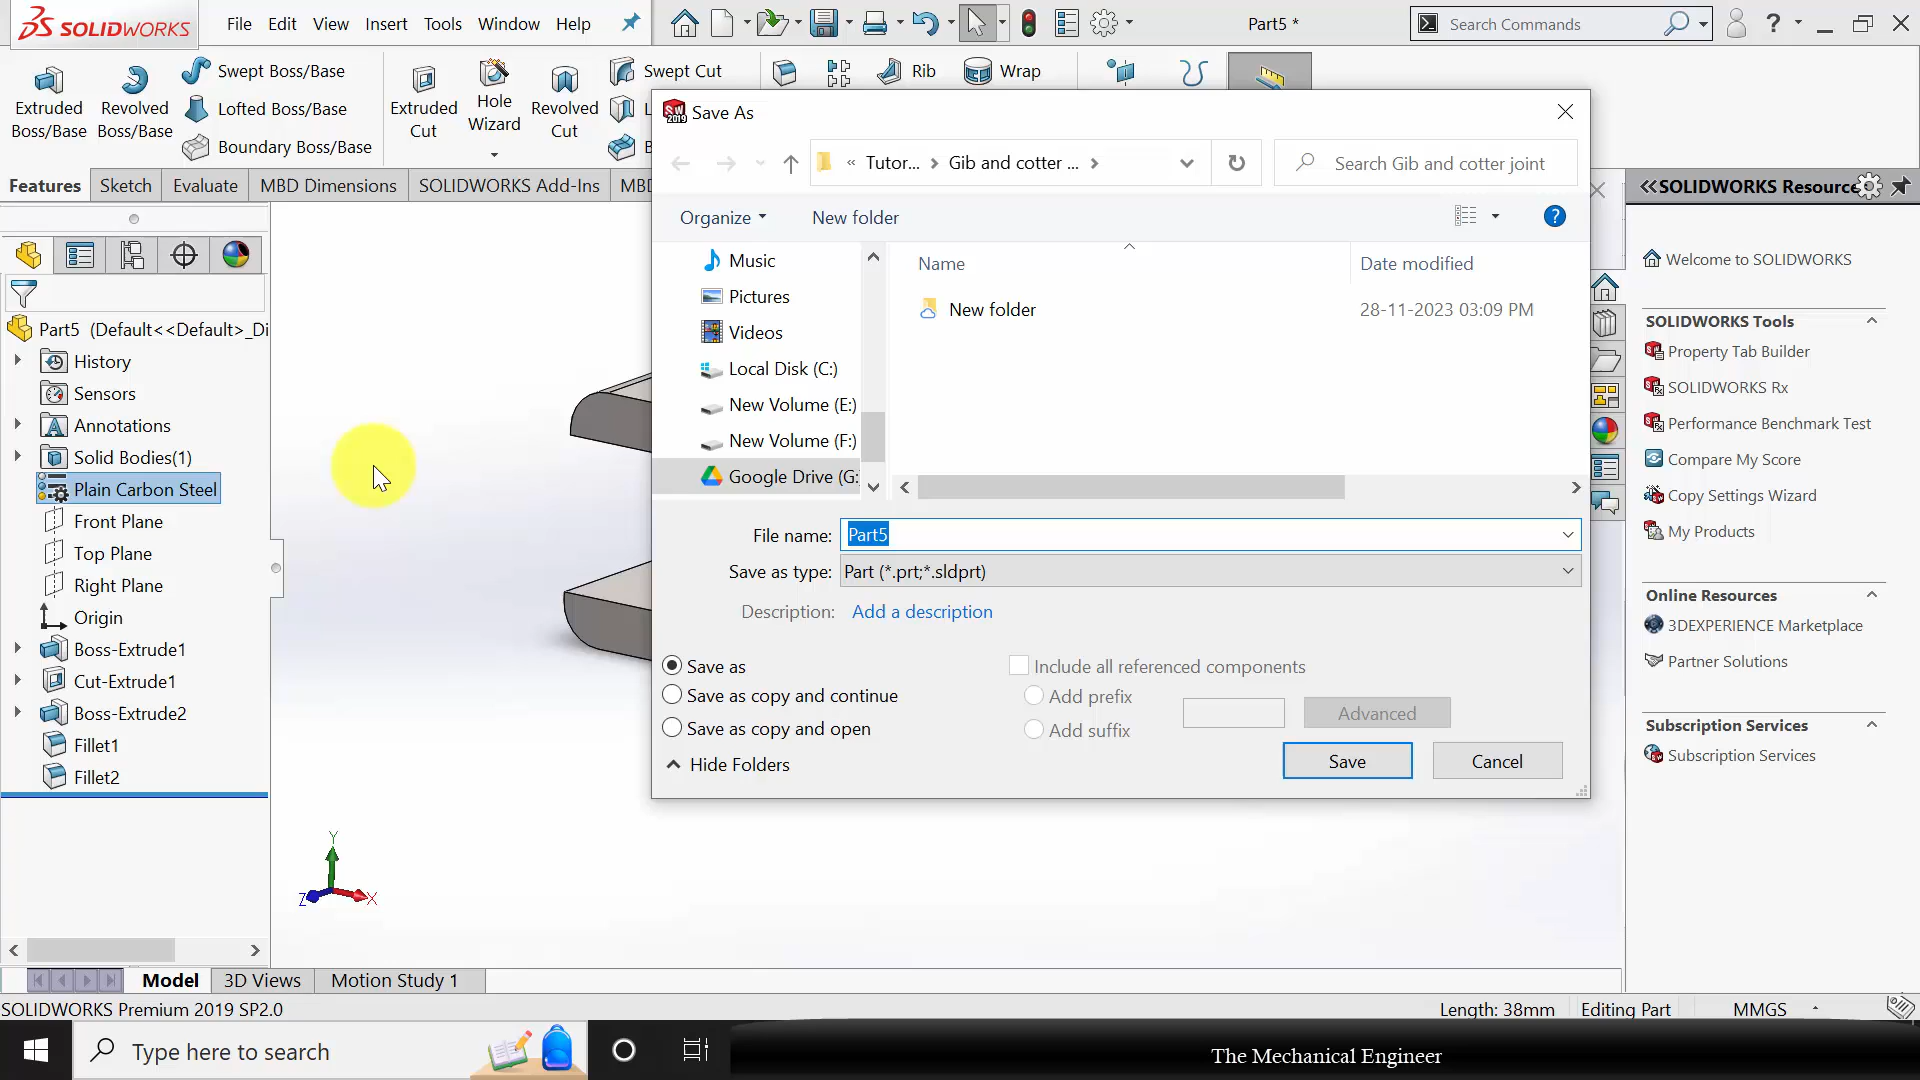 SOLIDWORKS
File Edit View Insert Tools Window Help
Part5 *
Search Commands
Extruded Boss/Base
Revolved Boss/Base
Swept Boss/Base
Lofted Boss/Base
Boundary Boss/Base
Extruded Cut
Hole Wizard
Revolved Cut
Swept Cut
Rib
Wrap
Features Sketch Evaluate MBD Dimensions SOLIDWORKS Add-Ins
Part5 (Default<<Default>_Di
History
Sensors
Annotations
Solid Bodies(1)
Plain Carbon Steel
Front Plane
Top Plane
Right Plane
Origin
Boss-Extrude1
Cut-Extrude1
Boss-Extrude2
Fillet1
Fillet2
Y
Z
X
SW 2019 Save As
« Tutor... > Gib and cotter ... >
Search Gib and cotter joint
Organize
New folder
Music
Pictures
Videos
Local Disk (C:)
New Volume (E:)
New Volume (F:)
Google Drive (G:
Name Date modified
New folder 28-11-2023 03:09 PM
File name: Part5
Save as type: Part (*.prt;*.sldprt)
Description: Add a description
Save as
Save as copy and continue
Save as copy and open
Include all referenced components
Add prefix
Add suffix
Advanced
Hide Folders
Save
Cancel
SOLIDWORKS Resource
Welcome to SOLIDWORKS
SOLIDWORKS Tools
Property Tab Builder
SOLIDWORKS Rx
Performance Benchmark Test
Compare My Score
Copy Settings Wizard
My Products
Online Resources
3DEXPERIENCE Marketplace
Partner Solutions
Subscription Services
Subscription Services
Model 3D Views Motion Study 1
SOLIDWORKS Premium 2019 SP2.0
Length: 38mm Editing Part MMGS
Type here to search
The Mechanical Engineer